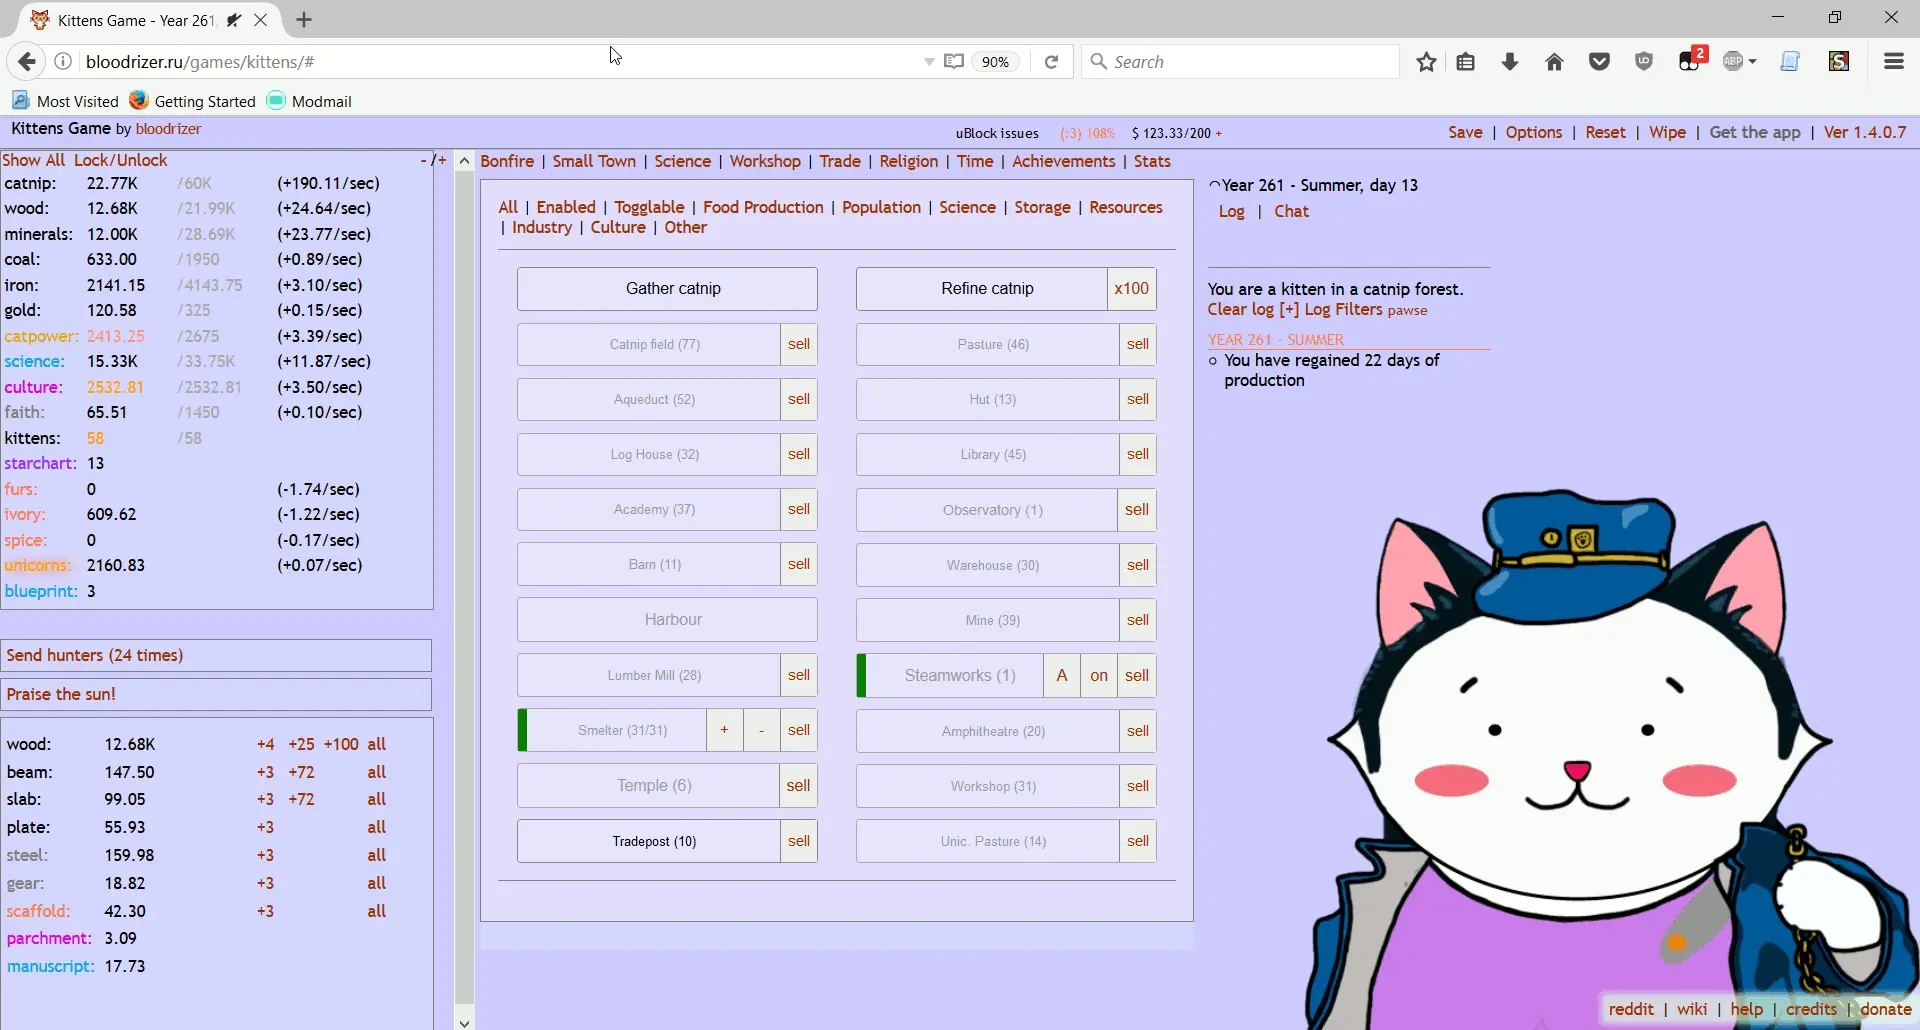 Kittens Game - Year 261
bloodrizer.ru/games/kittens/#
90%
Search
2
ABP
Most Visited Getting Started Modmail
Kittens Game by bloodrizer
uBlock issues (:3) 108% $ 123.33/200 +
Save | Options | Reset | Wipe | Get the app | Ver 1.4.0.7
Show All Lock/Unlock - /+
catnip: 22.77K /60K (+190.11/sec)
wood: 12.68K /21.99K (+24.64/sec)
minerals: 12.00K /28.69K (+23.77/sec)
coal: 633.00 /1950 (+0.89/sec)
iron: 2141.15 /4143.75 (+3.10/sec)
gold: 120.58 /325 (+0.15/sec)
catpower: 2413.25 /2675 (+3.39/sec)
science: 15.33K /33.75K (+11.87/sec)
culture: 2532.81 /2532.81 (+3.50/sec)
faith: 65.51 /1450 (+0.10/sec)
kittens: 58 /58
starchart: 13
furs: 0 (-1.74/sec)
ivory: 609.62 (-1.22/sec)
spice: 0 (-0.17/sec)
unicorns: 2160.83 (+0.07/sec)
blueprint: 3
Send hunters (24 times)
Praise the sun!
wood: 12.68K +4 +25 +100 all
beam: 147.50 +3 +72 all
slab: 99.05 +3 +72 all
plate: 55.93 +3 all
steel: 159.98 +3 all
gear: 18.82 +3 all
scaffold: 42.30 +3 all
parchment: 3.09
manuscript: 17.73
Bonfire | Small Town | Science | Workshop | Trade | Religion | Time | Achievements | Stats
All | Enabled | Togglable | Food Production | Population | Science | Storage | Resources
| Industry | Culture | Other
Gather catnip Refine catnip x100
Catnip field (77) sell Pasture (46) sell
Aqueduct (52) sell Hut (13) sell
Log House (32) sell Library (45) sell
Academy (37) sell Observatory (1) sell
Barn (11) sell Warehouse (30) sell
Harbour Mine (39) sell
Lumber Mill (28) sell Steamworks (1) A on sell
Smelter (31/31) + - sell Amphitheatre (20) sell
Temple (6) sell Workshop (31) sell
Tradepost (10) sell Unic. Pasture (14) sell
Year 261 - Summer, day 13
Log | Chat
You are a kitten in a catnip forest.
Clear log [+] Log Filters pawse
YEAR 261 - SUMMER
You have regained 22 days of
production
reddit | wiki | help | credits | donate